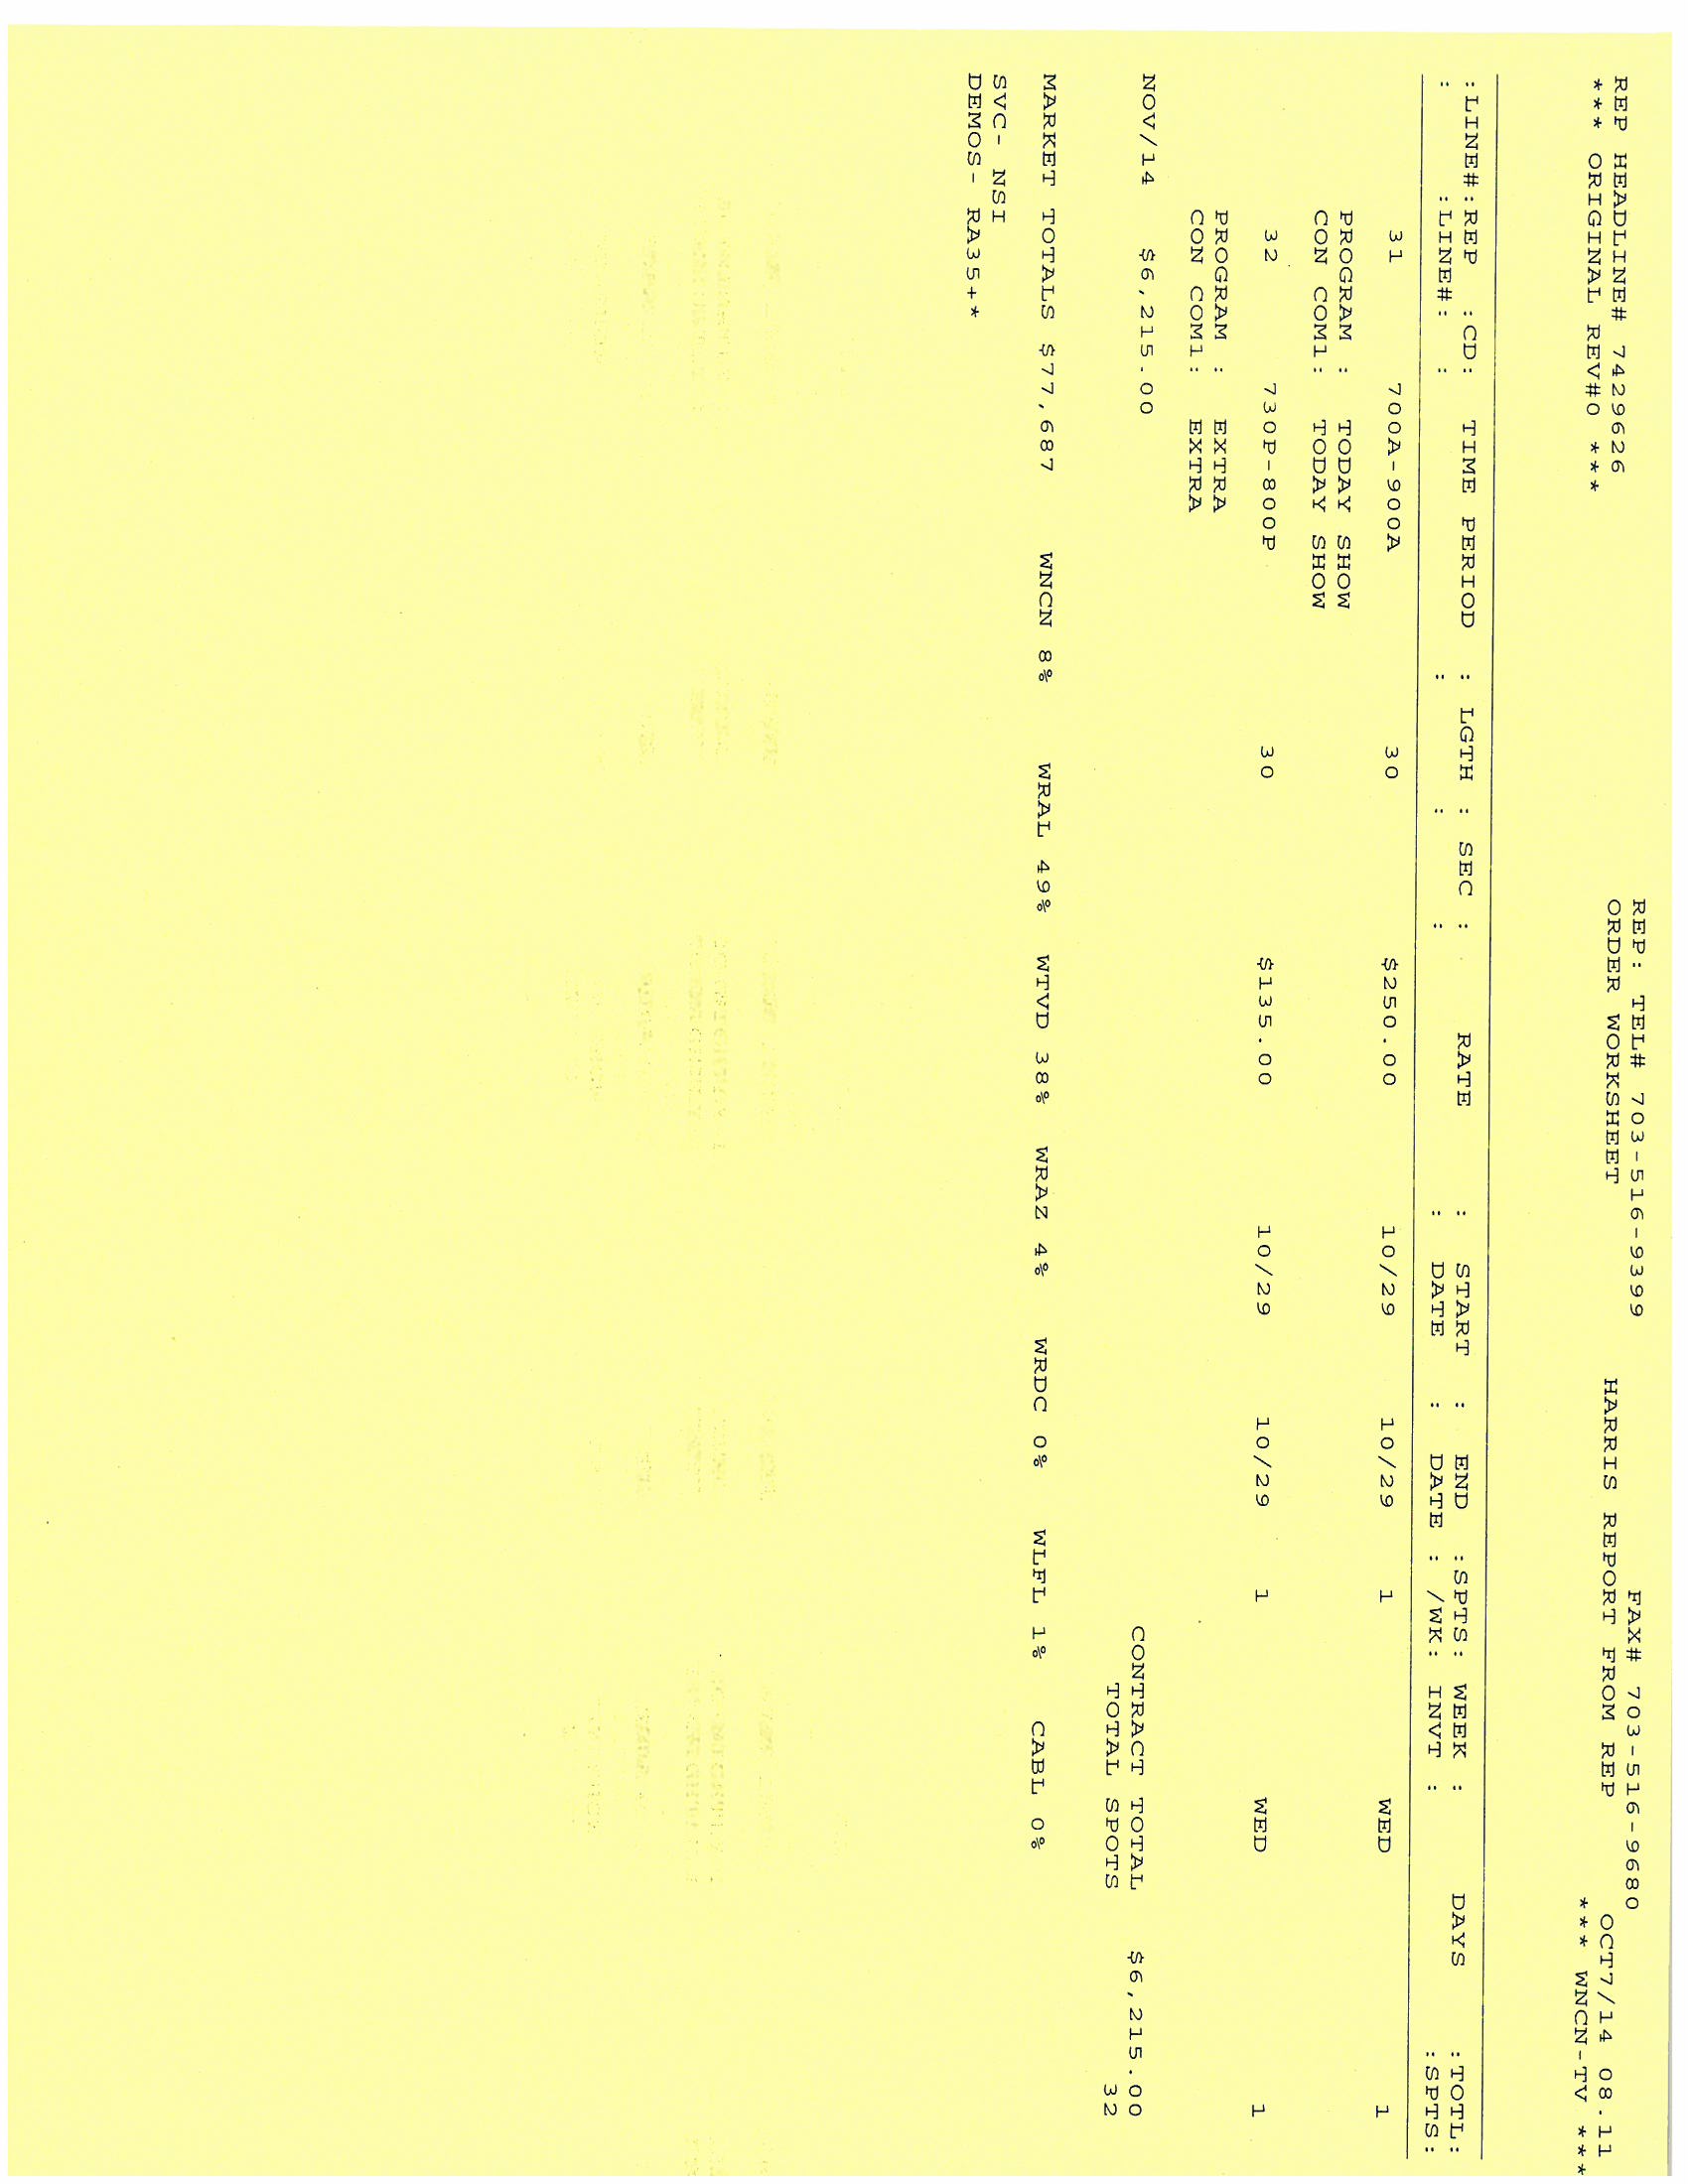 REP: TEL# 703-516-9399 FAX# 703-516-9680
REP HEADLINE# 7429626 ORDER WORKSHEET HARRIS REPORT FROM REP OCT7/14 08.11
*** ORIGINAL REV#0 *** *** WNCN-TV ***
:LINE#:REP :CD: TIME PERIOD : LGTH : SEC : RATE : START : END :SPTS: WEEK : DAYS :TOTL:
: :LINE#: : : : : DATE : DATE : /WK: INVT : :SPTS:
31 700A-900A 30 $250.00 10/29 10/29 1 WED 1
PROGRAM : TODAY SHOW
CON COM1: TODAY SHOW
32 730P-800P 30 $135.00 10/29 10/29 1 WED 1
PROGRAM : EXTRA
CON COM1: EXTRA
NOV/14 $6,215.00 CONTRACT TOTAL $6,215.00
TOTAL SPOTS 32
MARKET TOTALS $77,687 WNCN 8% WRAL 49% WTVD 38% WRAZ 4% WRDC 0% WLFL 1% CABL 0%
SVC- NSI
DEMOS- RA35+*